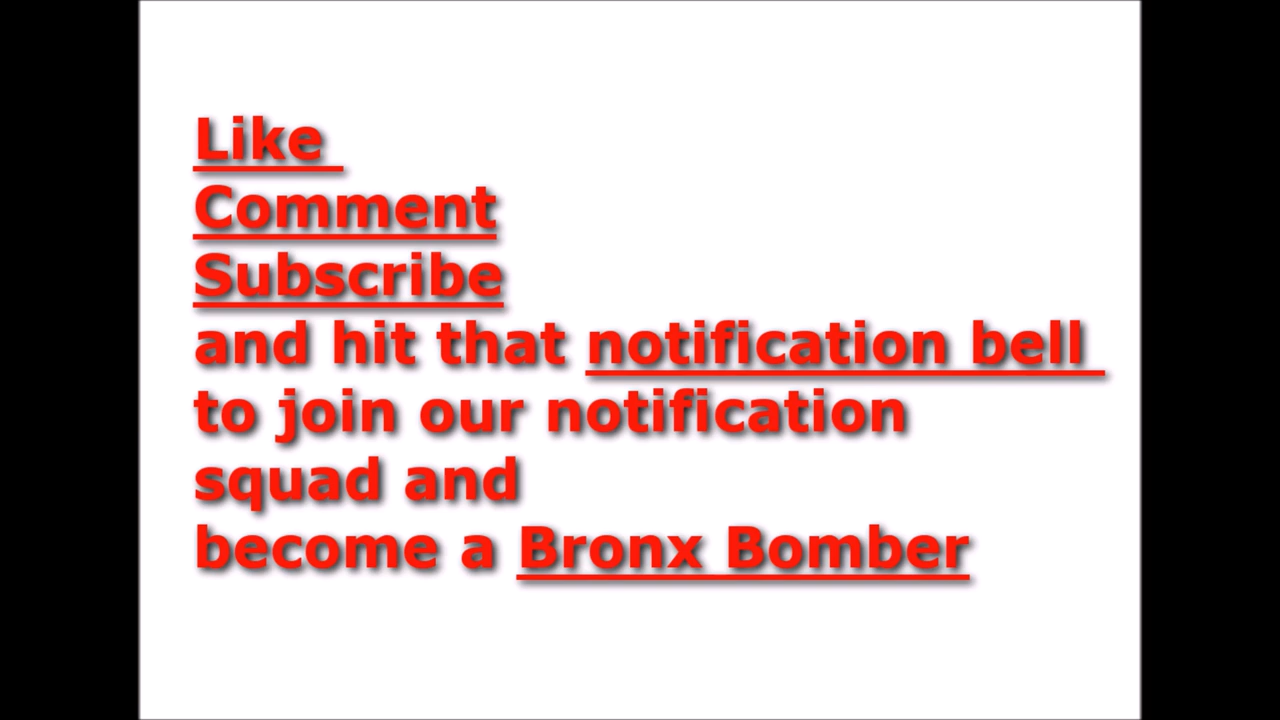 Like
Comment
Subscribe
and hit that notification bell
to join our notification
squad and
become a Bronx Bomber